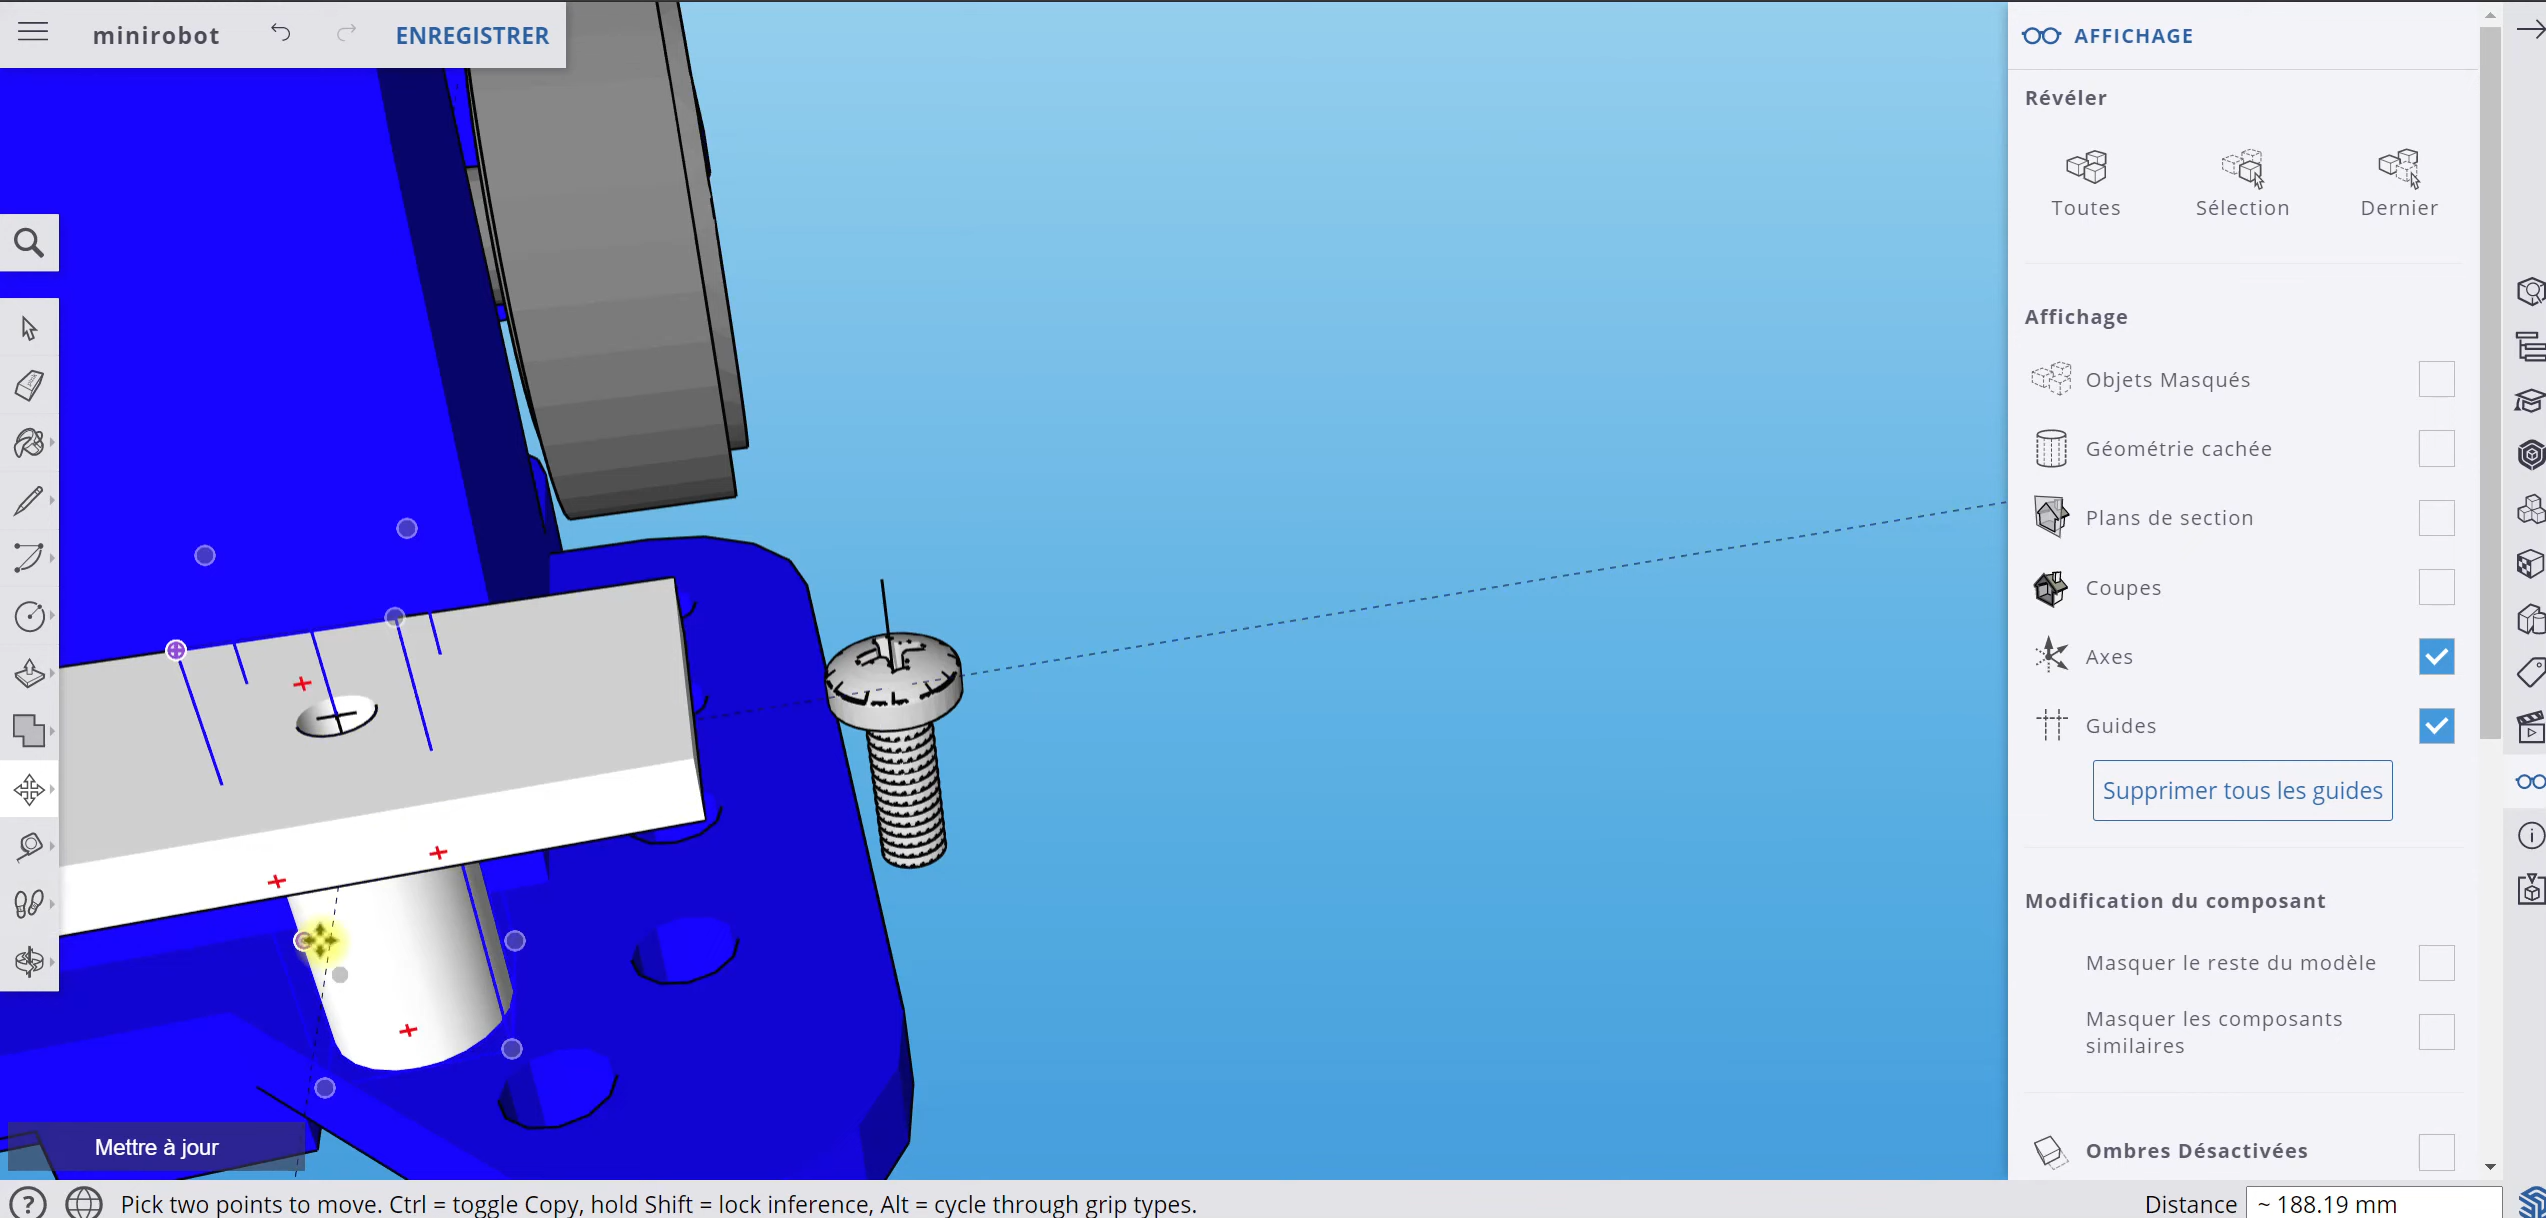 minirobot
ENREGISTRER
AFFICHAGE
Révéler
Toutes
Sélection
Dernier
Affichage
Objets Masqués
Géométrie cachée
Plans de section
Coupes
Axes
Guides
Supprimer tous les guides
Modification du composant
Masquer le reste du modèle
Masquer les composants
similaires
Ombres Désactivées
Mettre à jour
Pick two points to move. Ctrl = toggle Copy, hold Shift = lock inference, Alt = cycle through grip types.
Distance ~ 188.19 mm